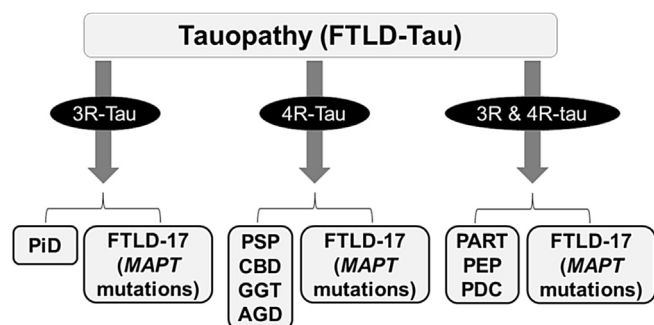 Tauopathy (FTLD-Tau)
3R-Tau
4R-Tau
3R & 4R-tau
PiD
FTLD-17
(MAPT
mutations)
PSP
CBD
GGT
AGD
FTLD-17
(MAPT
mutations)
PART
PEP
PDC
FTLD-17
(MAPT
mutations)